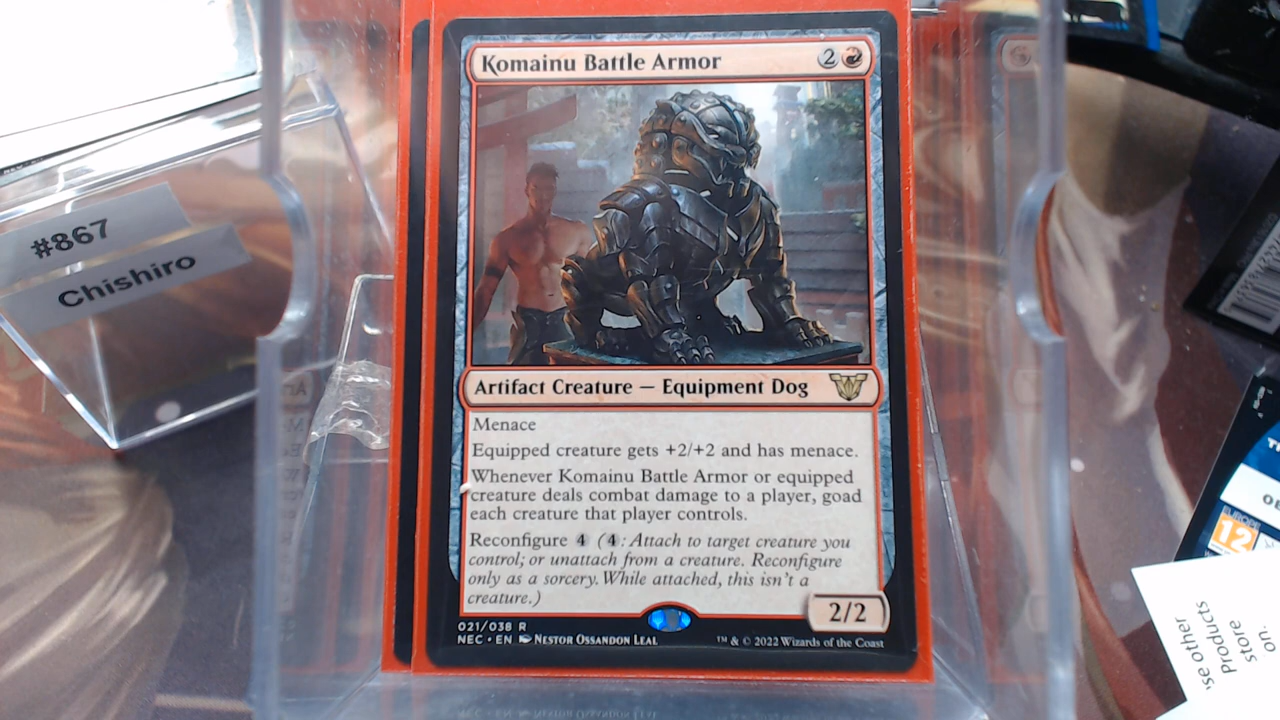 Komainu Battle Armor 2
#867
Chishiro
Artifact Creature — Equipment Dog
Menace
Equipped creature gets +2/+2 and has menace.
Whenever Komainu Battle Armor or equipped
creature deals combat damage to a player, goad
each creature that player controls.
Reconfigure 4 (4: Attach to target creature you
control; or unattach from a creature. Reconfigure
only as a sorcery. While attached, this isn't a
creature.)
2/2
021/038 R
NEC • EN Nestor Ossandon Leal
™ & © 2022 Wizards of the Coast
EUROPE
12
Products
store
on.
other